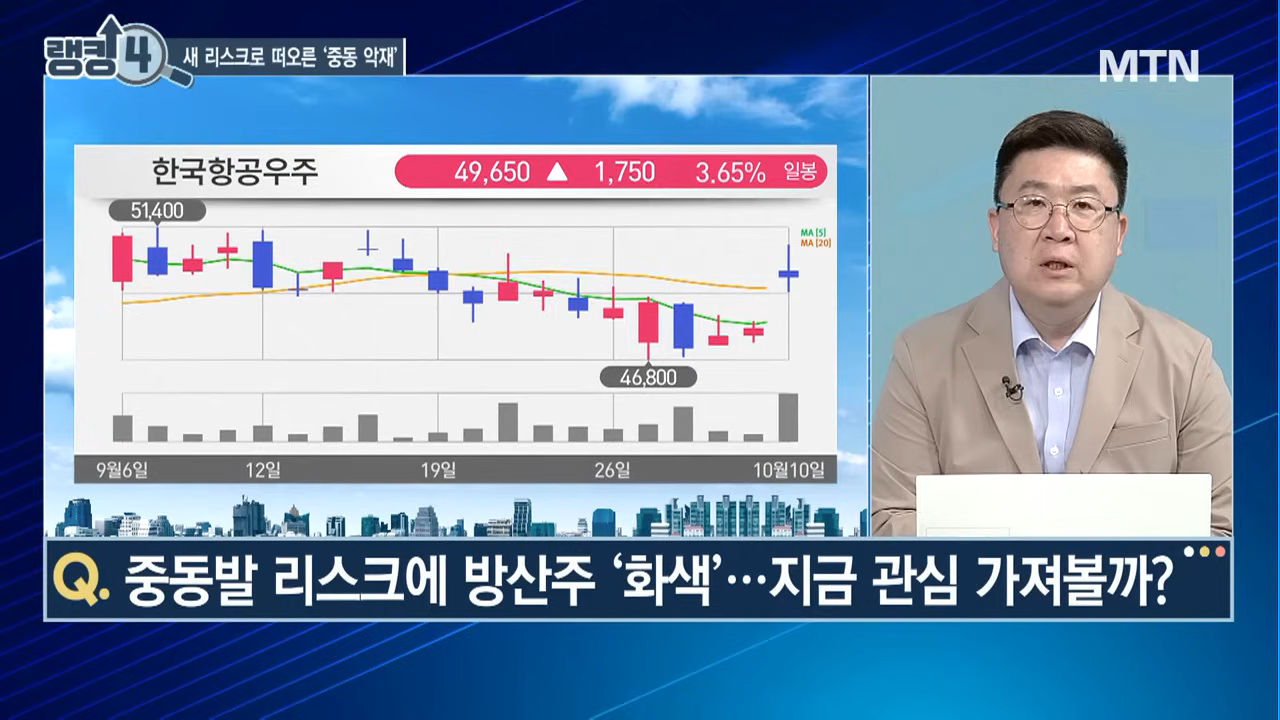 랭킹4
새 리스크로 떠오른 ‘중동 악재’
MTN
한국항공우주
49,650 ▲ 1,750 3.65% 일봉
51,400
MA [5]
MA [20]
46,800
9월6일 12일 19일 26일 10월10일
Q. 중동발 리스크에 방산주 ‘화색’…지금 관심 가져볼까?